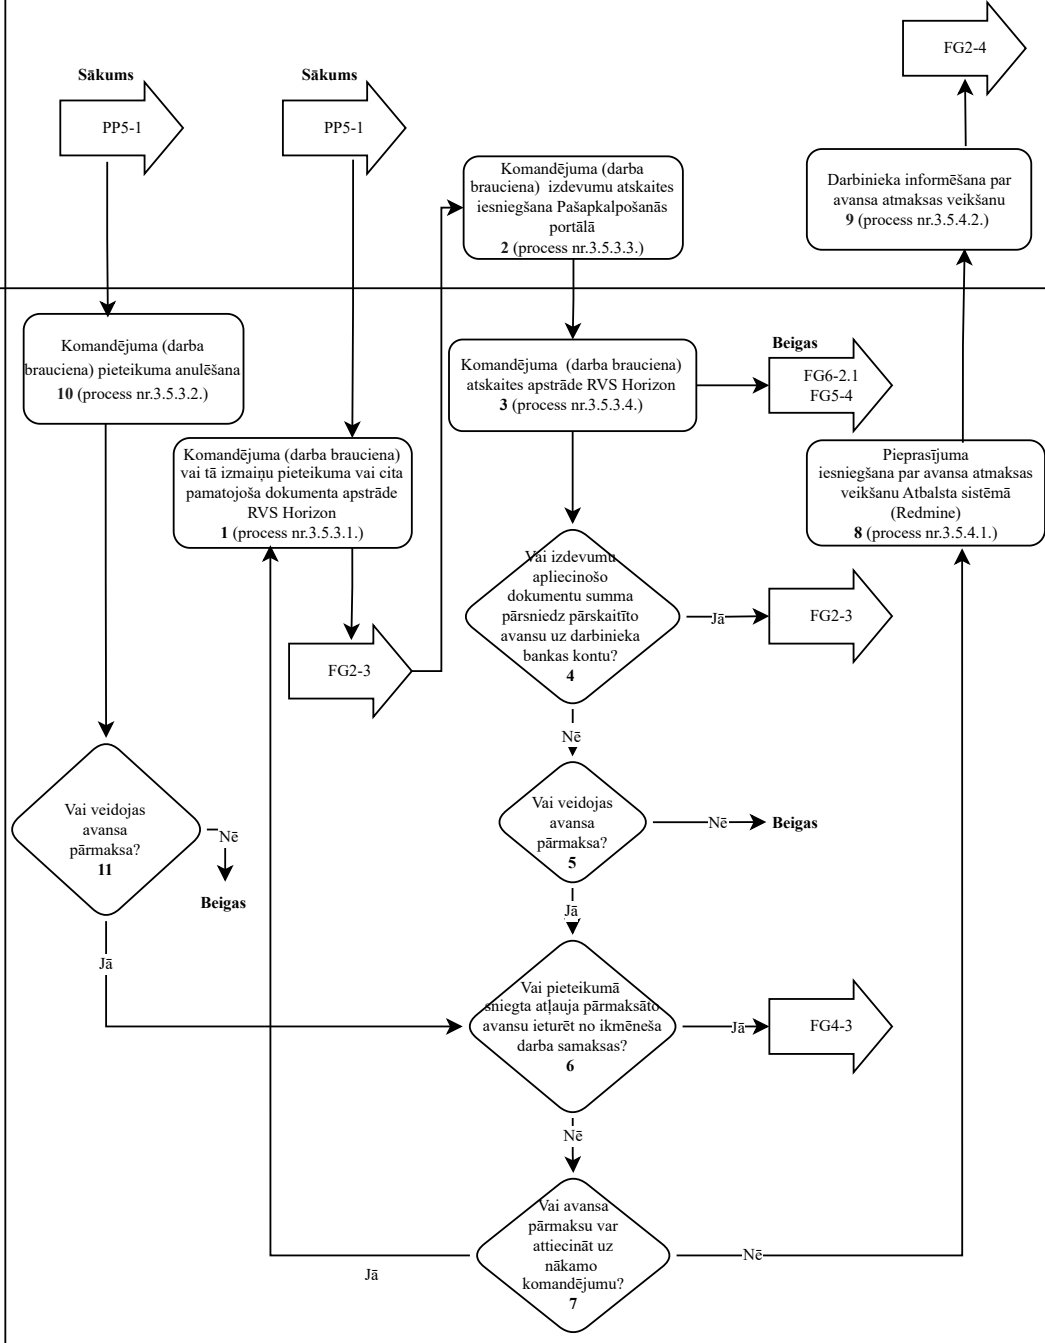 FG2-4
Sākums
PP5-1
Sākums
PP5-1
Komandējuma (darba
brauciena) izdevumu atskaites
iesniegšana Pašapkalpošanās
portālā
2 (process nr.3.5.3.3.)
Darbinieka informēšana par
avansa atmaksas veikšanu
9 (process nr.3.5.4.2.)
Komandējuma (darba
brauciena) pieteikuma anulēšana
10 (process nr.3.5.3.2.)
Komandējuma (darba brauciena)
atskaites apstrāde RVS Horizon
3 (process nr.3.5.3.4.)
Beigas
FG6-2.1
FG5-4
Komandējuma (darba brauciena)
vai tā izmaiņu pieteikuma vai cita
pamatojoša dokumenta apstrāde
RVS Horizon
1 (process nr.3.5.3.1.)
Pieprasījuma
iesniegšana par avansa atmaksas
veikšanu Atbalsta sistēmā
(Redmine)
8 (process nr.3.5.4.1.)
Vai izdevumu
apliecinošo
dokumentu summa
pārsniedz pārskaitīto
avansu uz darbinieka
bankas kontu?
4
Jā
FG2-3
FG2-3
Nē
Vai veidojas
avansa
pārmaksa?
11
Nē
Beigas
Vai veidojas
avansa
pārmaksa?
5
Nē
Beigas
Jā
Jā
Vai pieteikumā
sniegta atļauja pārmaksāto
avansu ieturēt no ikmēneša
darba samaksas?
6
Jā
FG4-3
Nē
Vai avansa
pārmaksu var
attiecināt uz
nākamo
komandējumu?
7
Jā
Nē